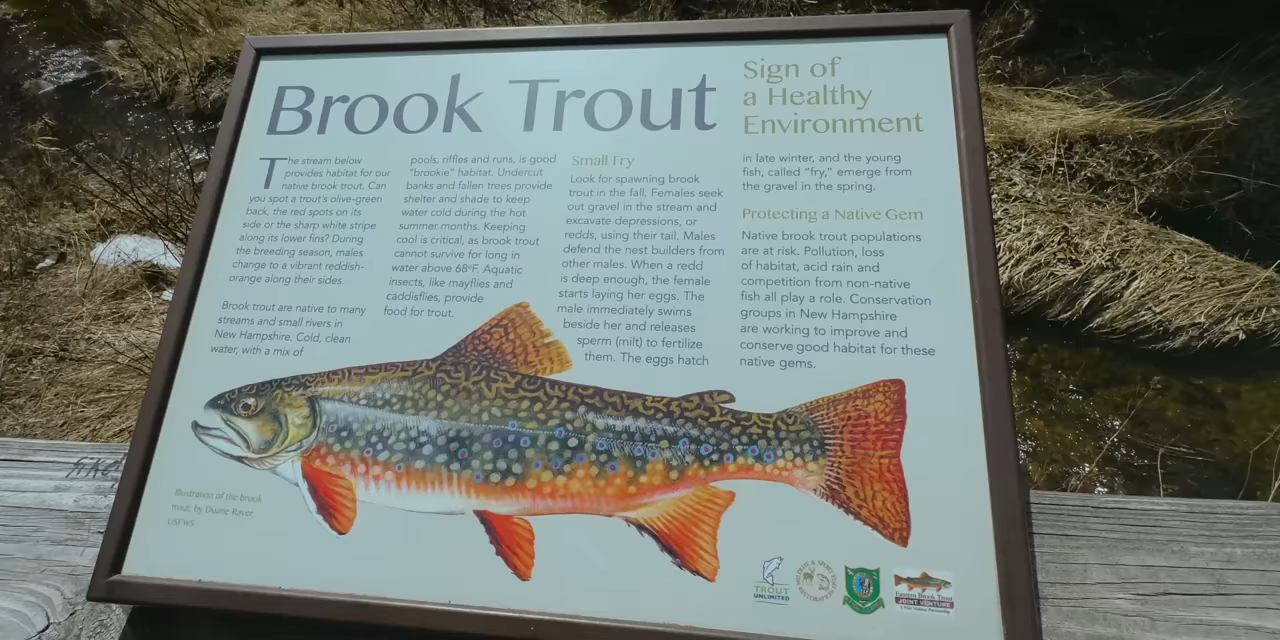 Brook Trout
Sign of
a Healthy
Environment
The stream below
provides habitat for our
native brook trout. Can
you spot a trout's olive-green
back, the red spots on its
side or the sharp white stripe
along its lower fins? During
the breeding season, males
change to a vibrant reddish-
orange along their sides.
Brook trout are native to many
streams and small rivers in
New Hampshire. Cold, clean
water, with a mix of
pools, riffles and runs, is good
"brookie" habitat. Undercut
banks and fallen trees provide
shelter and shade to keep
water cold during the hot
summer months. Keeping
cool is critical, as brook trout
cannot survive for long in
water above 68°F. Aquatic
insects, like mayflies and
caddisflies, provide
food for trout.
Small Fry
Look for spawning brook
trout in the fall. Females seek
out gravel in the stream and
excavate depressions, or
redds, using their tail. Males
defend the nest builders from
other males. When a redd
is deep enough, the female
starts laying her eggs. The
male immediately swims
beside her and releases
sperm (milt) to fertilize
them. The eggs hatch
in late winter, and the young
fish, called "fry," emerge from
the gravel in the spring.
Protecting a Native Gem
Native brook trout populations
are at risk. Pollution, loss
of habitat, acid rain and
competition from non-native
fish all play a role. Conservation
groups in New Hampshire
are working to improve and
conserve good habitat for these
native gems.
Illustration of the brook
trout, by Duane Raver,
USFWS
TROUT
UNLIMITED
Eastern Brook Trout
JOINT VENTURE